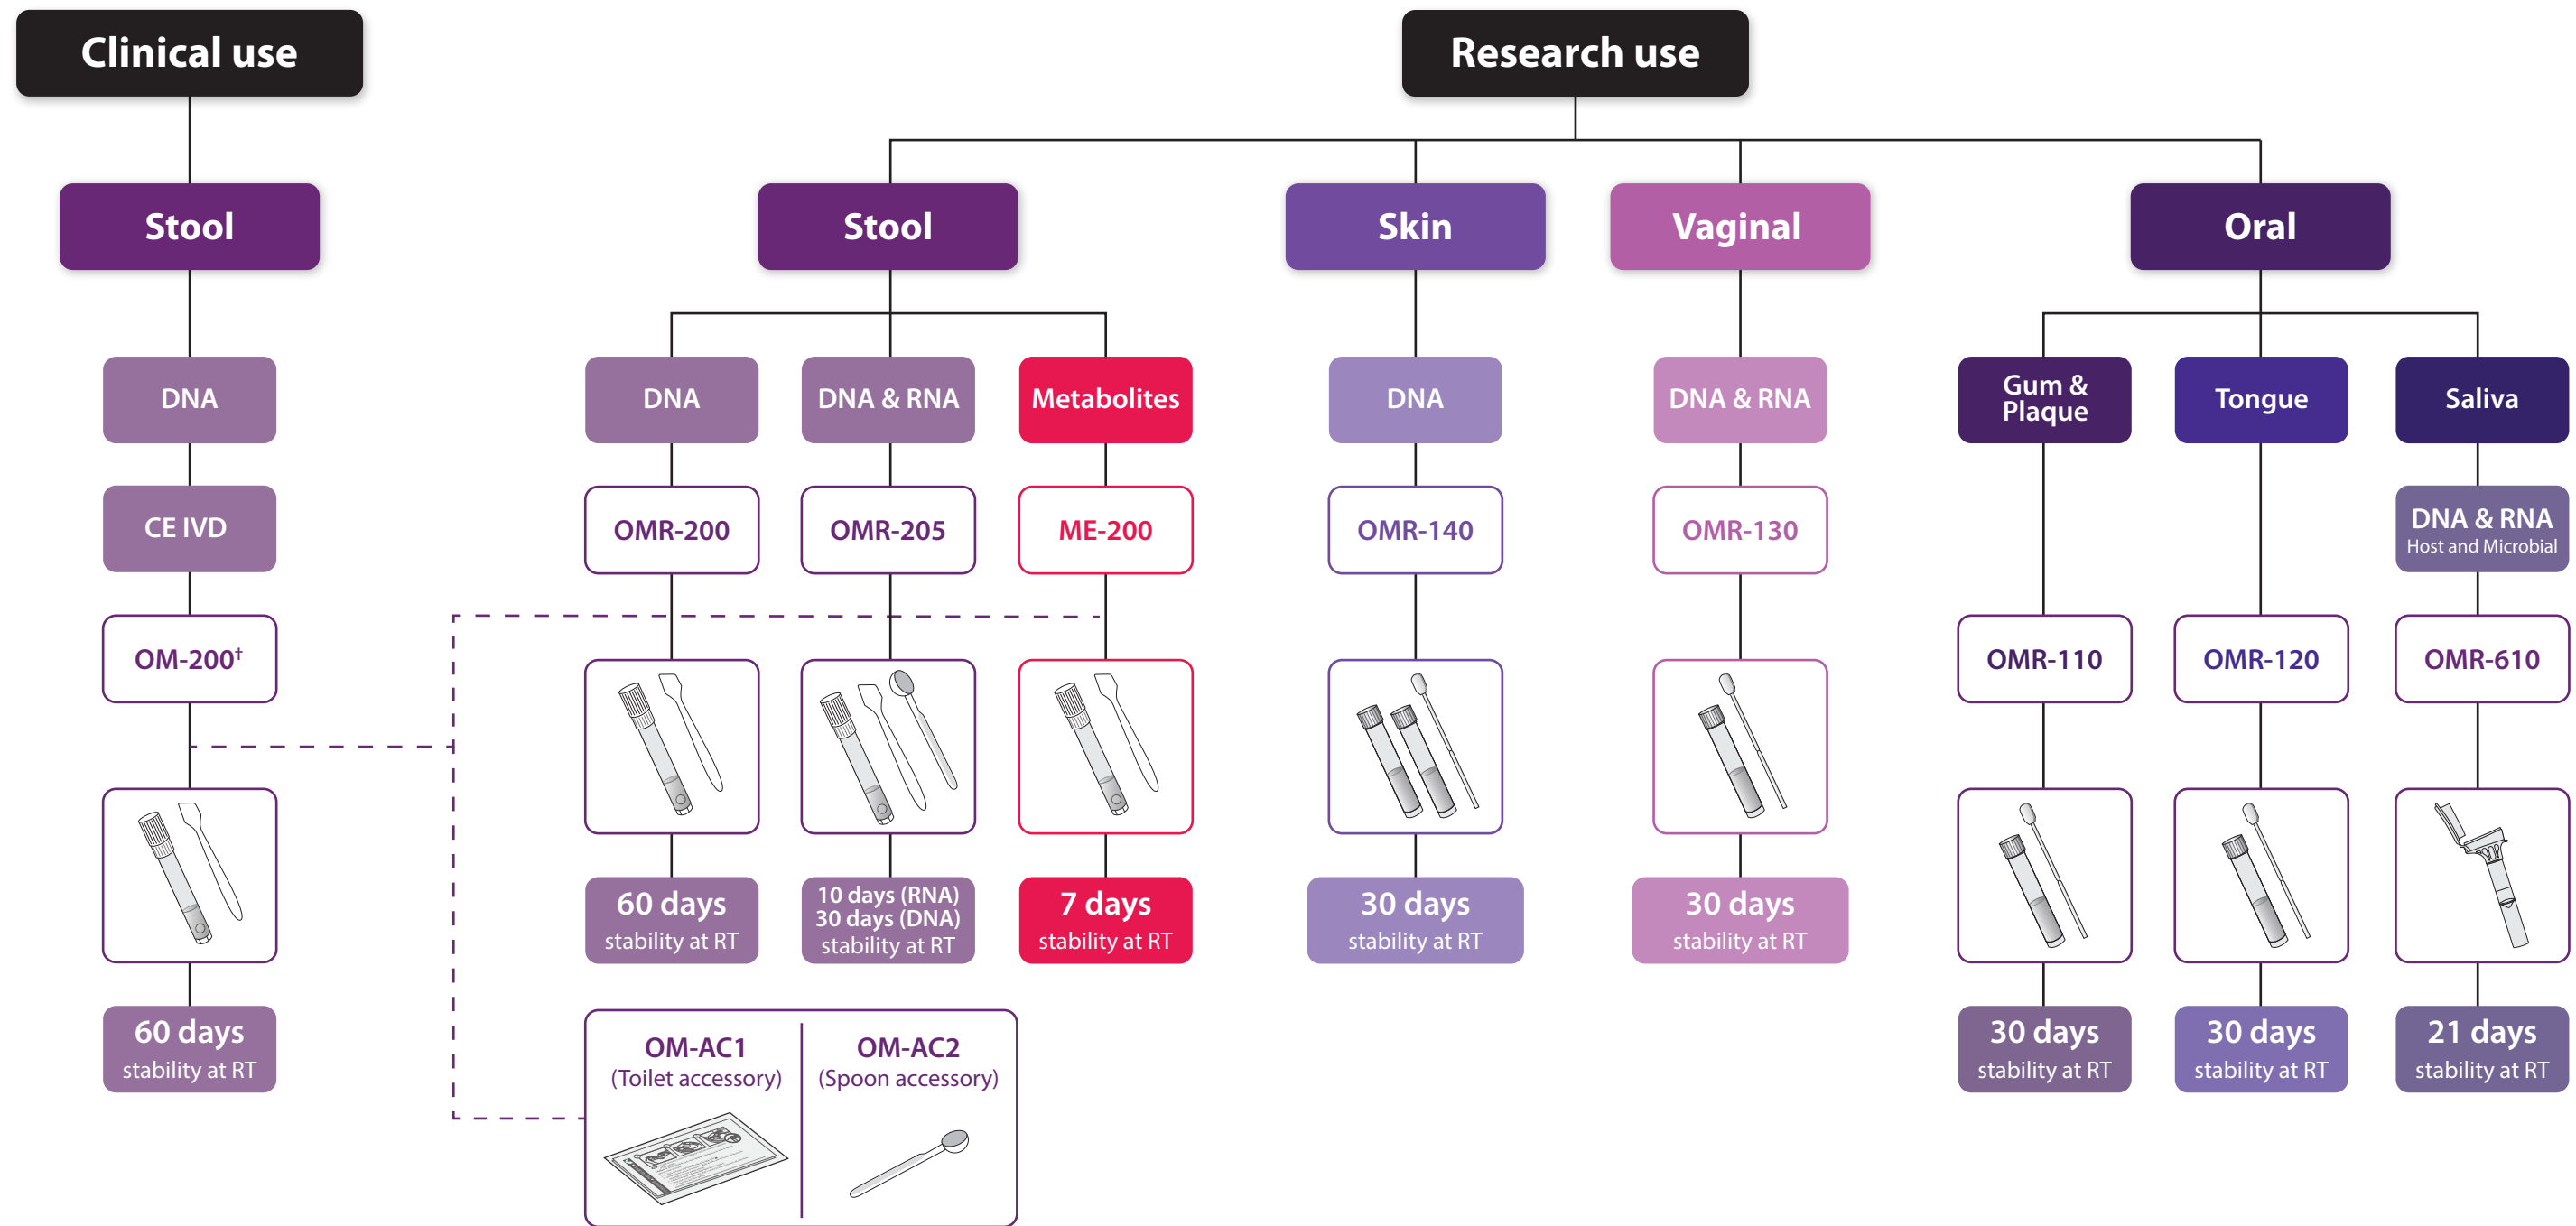 Clinical use
Research use
Stool
Stool
Skin
Vaginal
Oral
DNA
DNA
DNA & RNA
Metabolites
DNA
DNA & RNA
Gum &
Plaque
Tongue
Saliva
CE IVD
OMR-200
OMR-205
ME-200
OMR-140
OMR-130
DNA & RNA
Host and Microbial
OM-200†
OMR-110
OMR-120
OMR-610
60 days
stability at RT
10 days (RNA)
30 days (DNA)
stability at RT
7 days
stability at RT
30 days
stability at RT
30 days
stability at RT
60 days
stability at RT
30 days
stability at RT
30 days
stability at RT
21 days
stability at RT
OM-AC1
(Toilet accessory)
OM-AC2
(Spoon accessory)